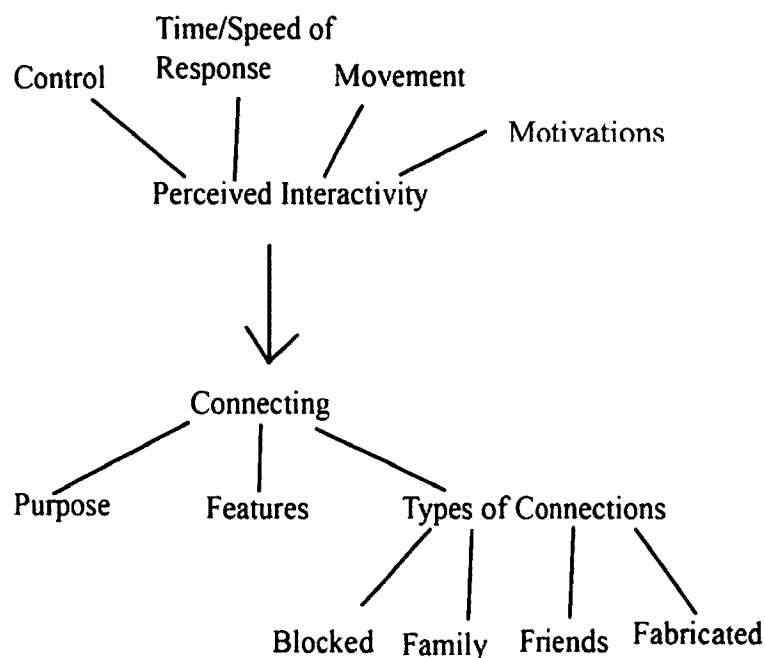 Time/Speed of
Response
Control
Movement
Motivations
Perceived Interactivity
Connecting
Purpose
Features
Types of Connections
Blocked
Family
Friends
Fabricated